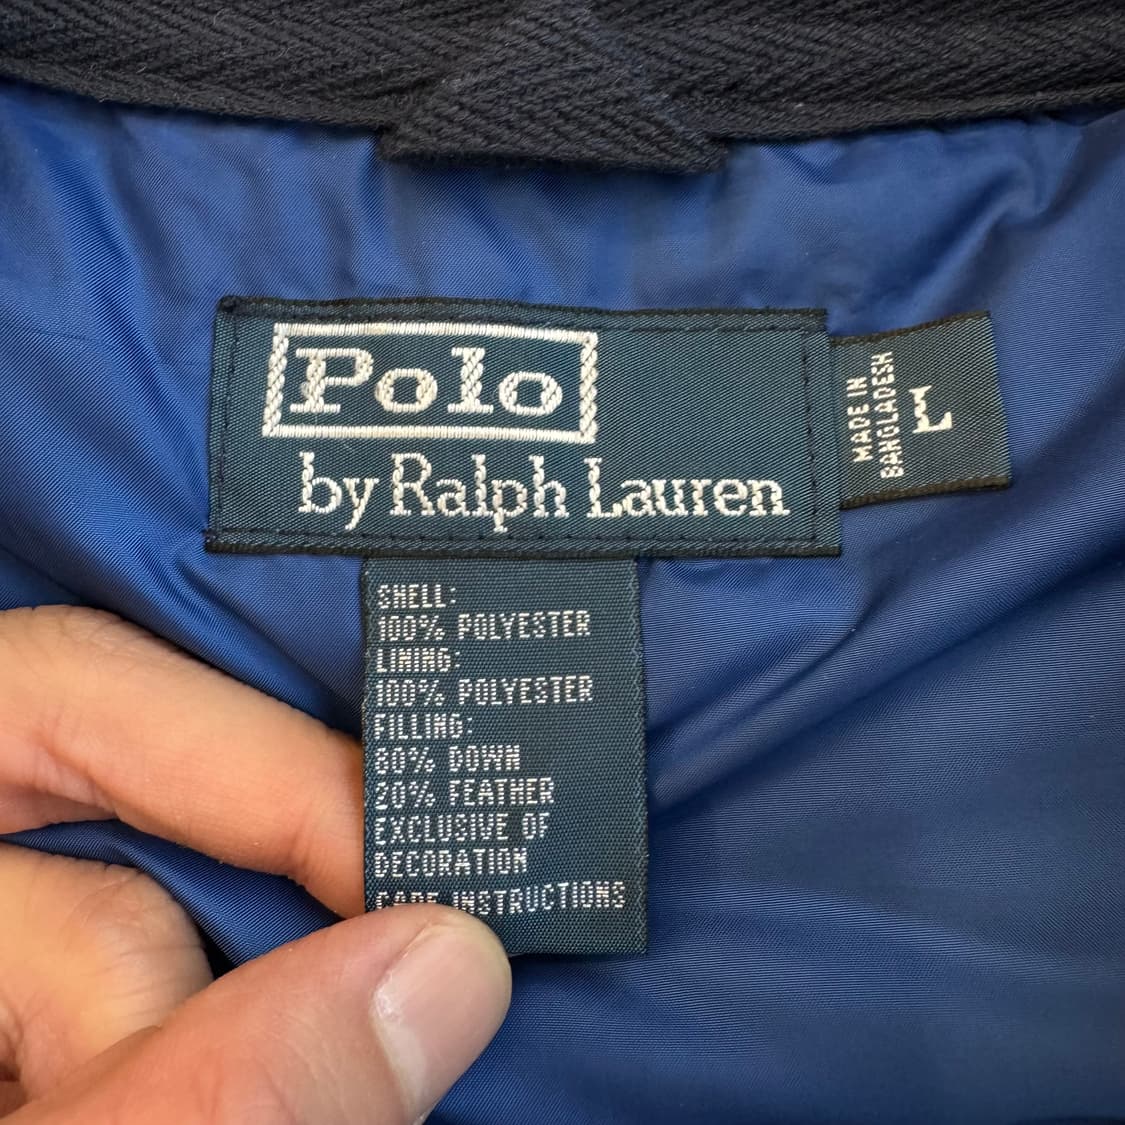 Polo
by Ralph Lauren
MADE IN
BANGLADESH
L
SHELL:
100% POLYESTER
LINING:
100% POLYESTER
FILLING:
80% DOWN
20% FEATHER
EXCLUSIVE OF
DECORATION
CARE INSTRUCTIONS